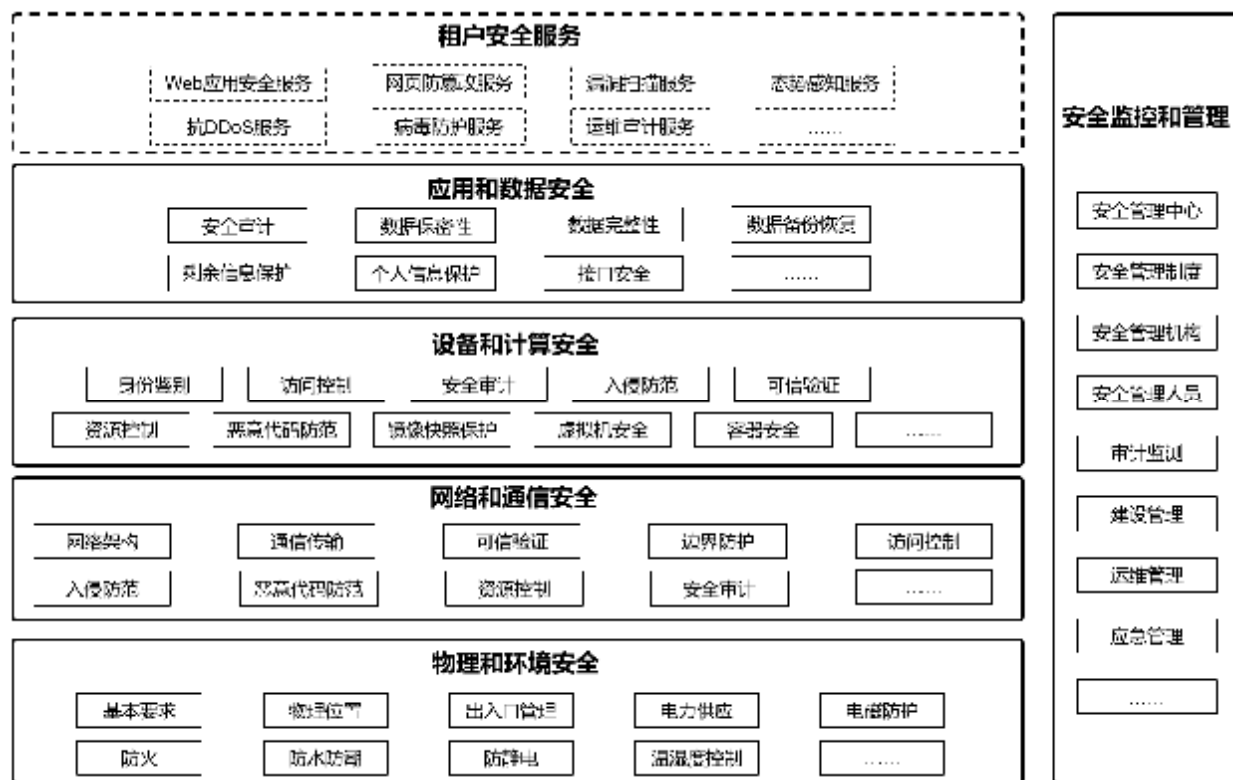 租户安全服务
Web应用安全服务 网页防篡改服务 漏洞扫描服务 态势感知服务
抗DDoS服务 病毒防护服务 运维审计服务 ……
应用和数据安全
安全审计 数据保密性 数据完整性 数据备份恢复
剩余信息保护 个人信息保护 接口安全 ……
设备和计算安全
身份鉴别 访问控制 安全审计 入侵防范 可信验证
资源控制 恶意代码防范 镜像快照保护 虚拟机安全 容器安全 ……
网络和通信安全
网络架构 通信传输 可信验证 边界防护 访问控制
入侵防范 恶意代码防范 资源控制 安全审计 ……
物理和环境安全
基本要求 物理位置 出入口管理 电力供应 电磁防护
防火 防水防潮 防静电 温湿度控制 ……
安全监控和管理
安全管理中心
安全管理制度
安全管理机构
安全管理人员
审计监测
建设管理
运维管理
应急管理
……